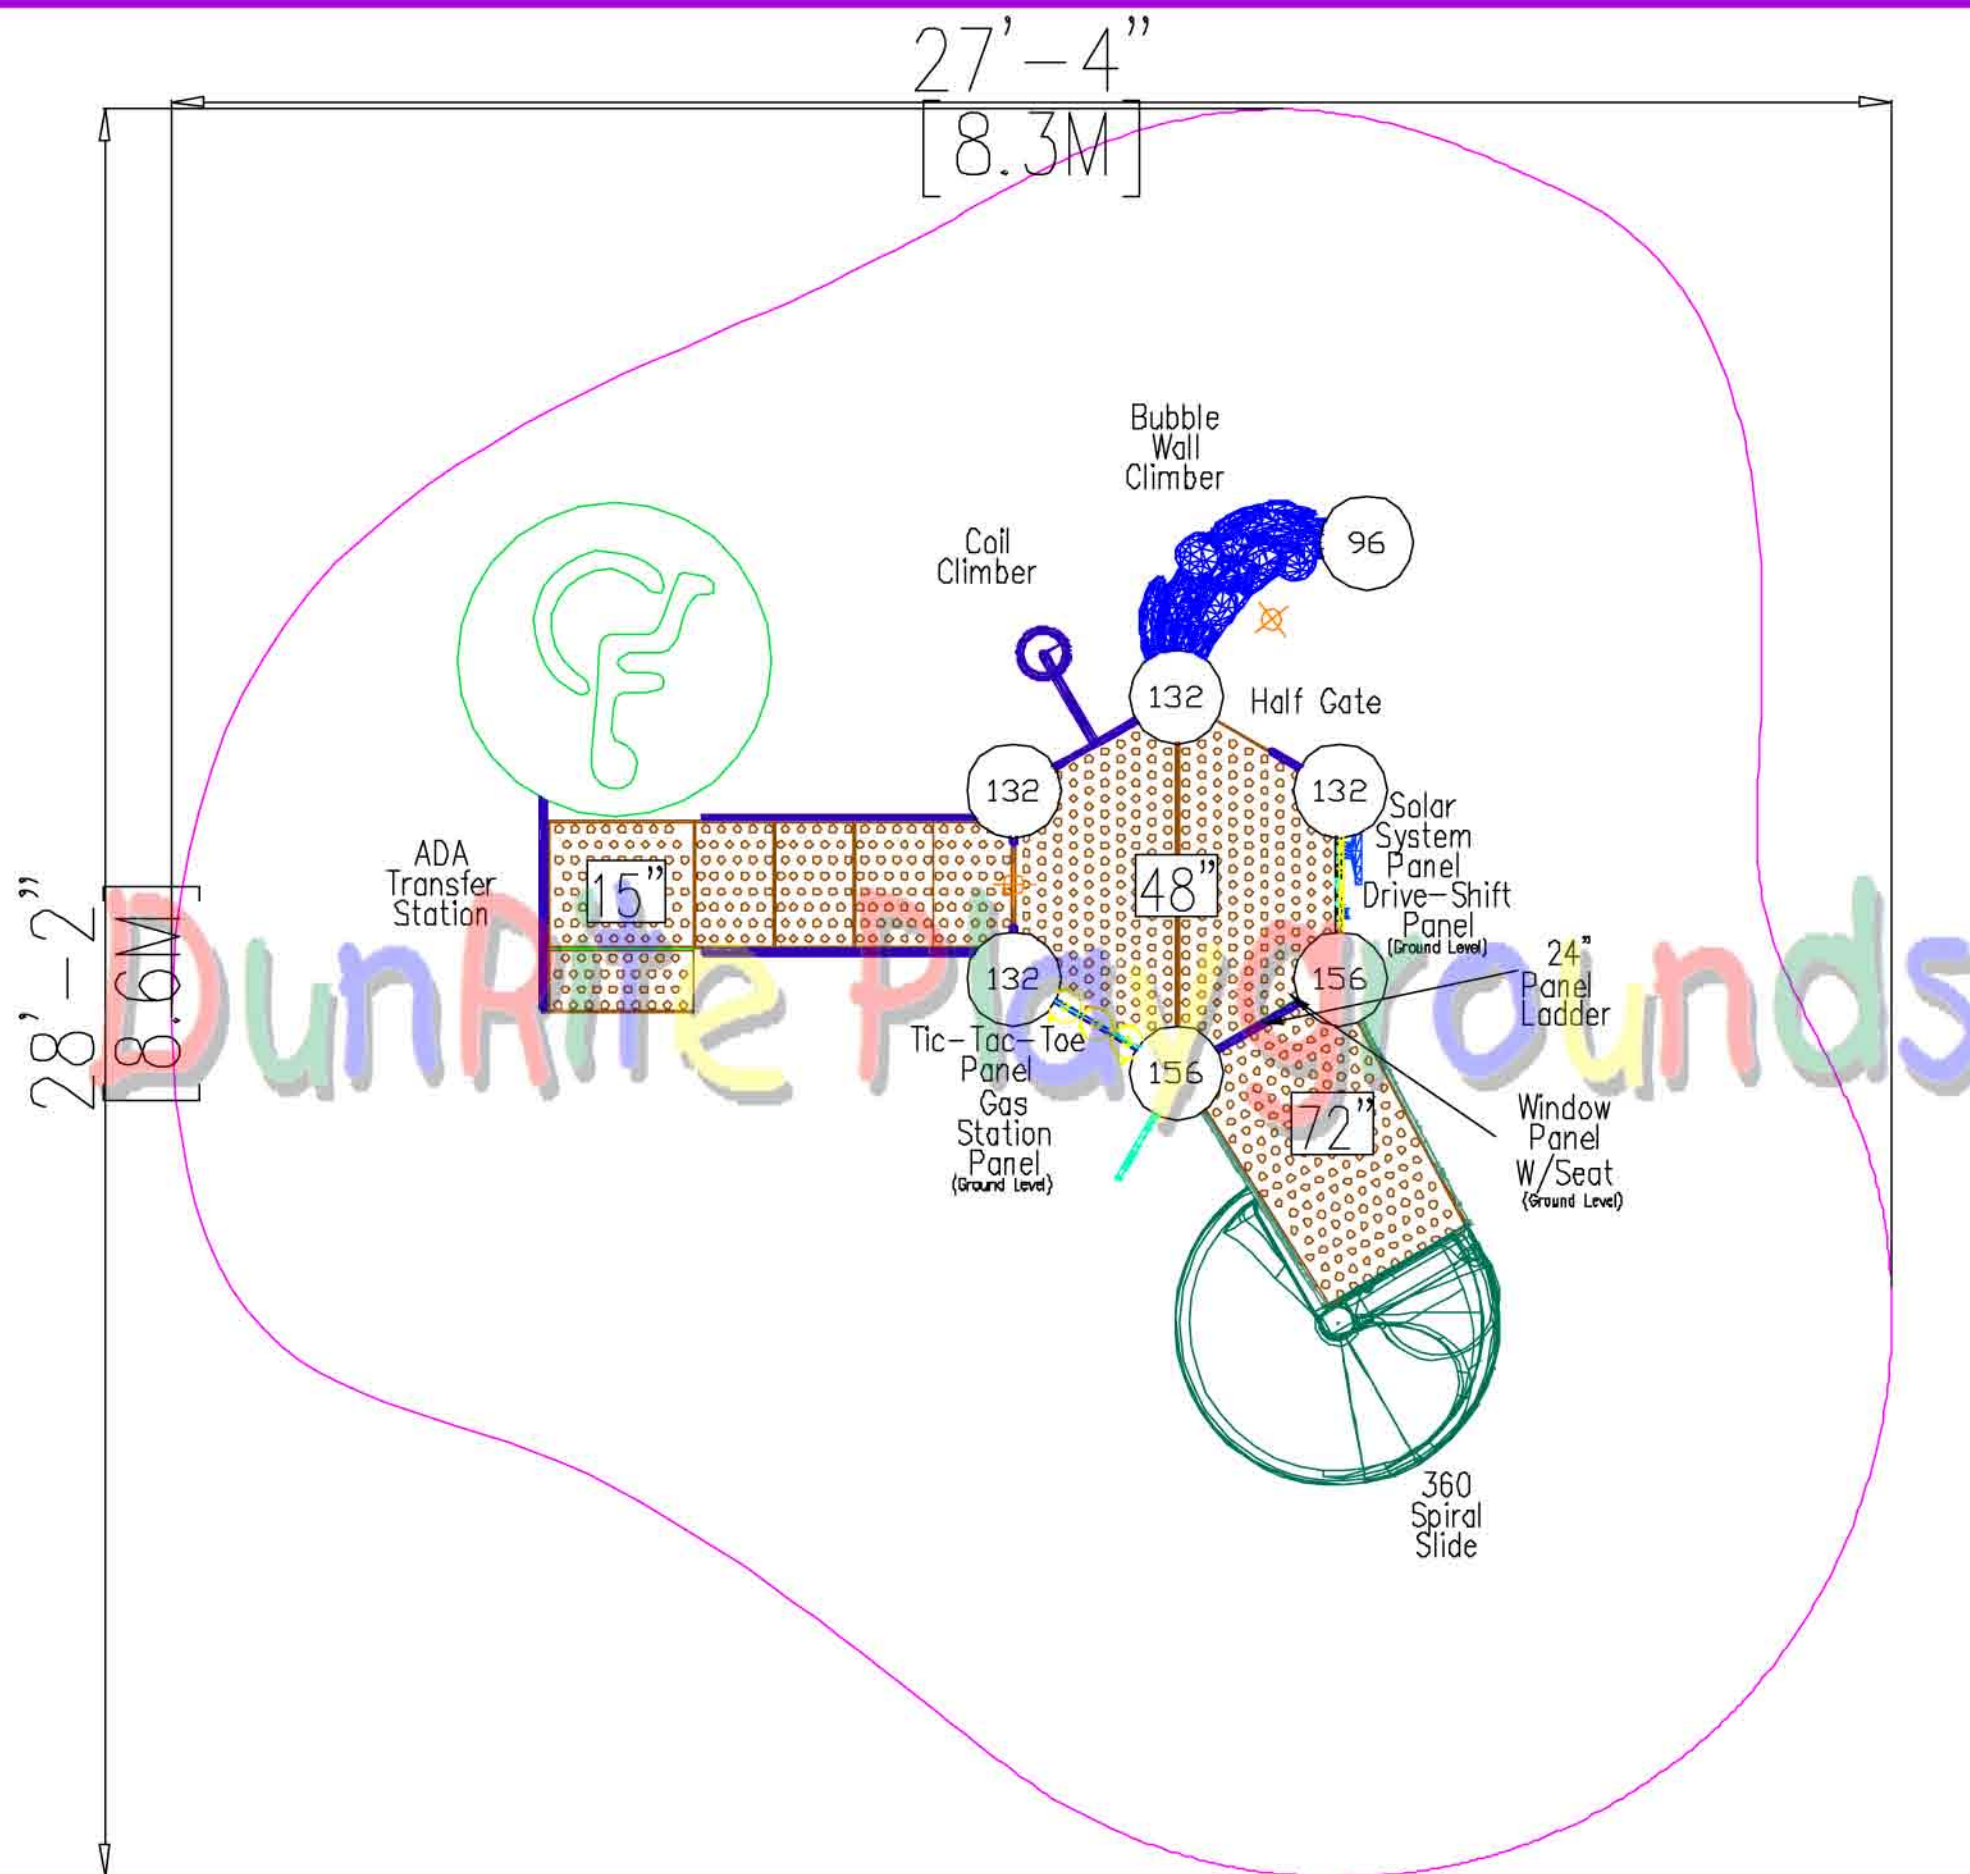 27'-4"
[8.3M]
Bubble
Wall
Climber
Coil
Climber
96
132
Half Gate
132
132
Solar
System
Panel
Drive-Shift
Panel
(Ground Level)
ADA
Transfer
Station
15"
48"
28'-2"
[8.6M]
DunRite Playgrounds
24"
Panel
Ladder
132
156
Tic-Tac-Toe
Panel
Gas
Station
Panel
(Ground Level)
156
72"
Window
Panel
W/Seat
(Ground Level)
360
Spiral
Slide